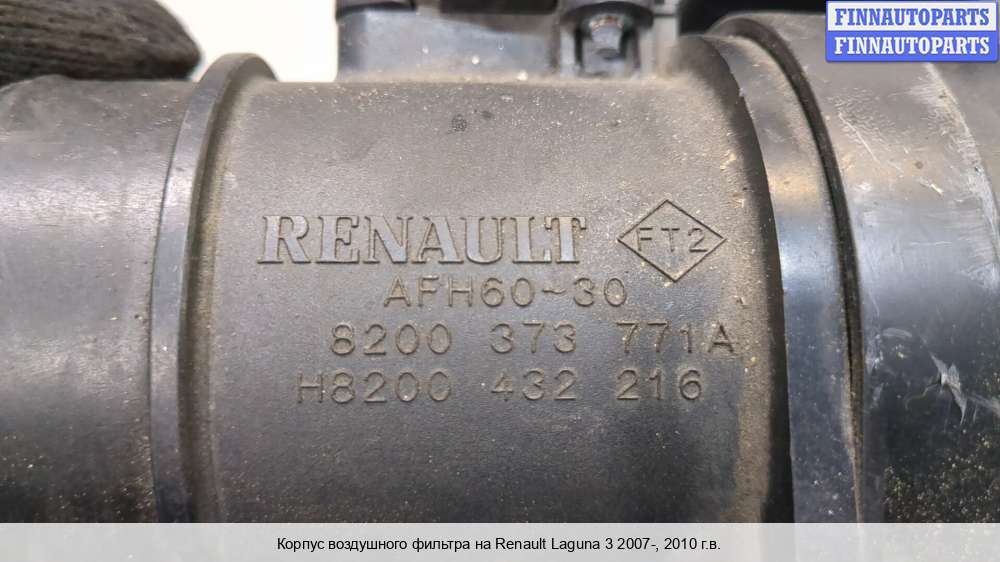 FINNAUTOPARTS
FINNAUTOPARTS
RENAULT FT2
AFH60-30
8200 373 771A
H8200 432 216
Корпус воздушного фильтра на Renault Laguna 3 2007-, 2010 г.в.